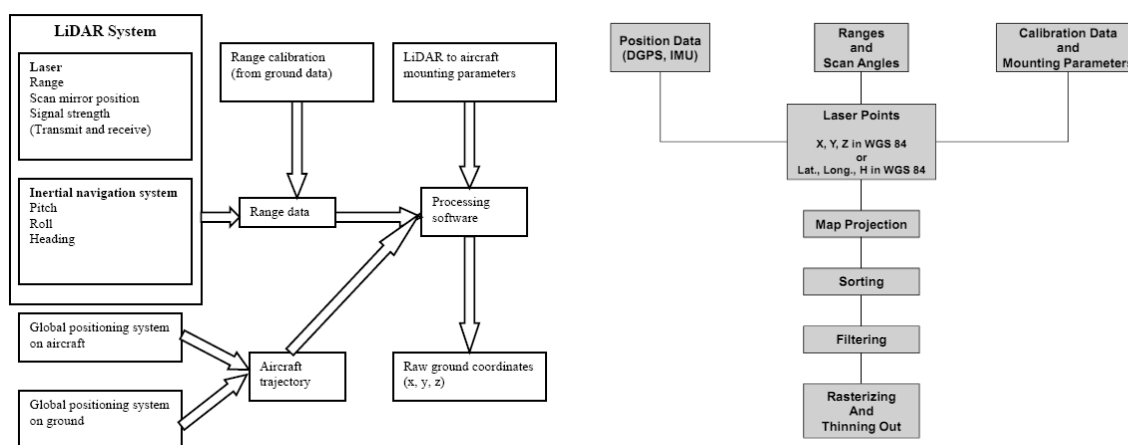 LiDAR System
Laser
Range
Scan mirror position
Signal strength
(Transmit and receive)
Inertial navigation system
Pitch
Roll
Heading
Range calibration
(from ground data)
LiDAR to aircraft
mounting parameters
Range data
Processing
software
Global positioning system
on aircraft
Global positioning system
on ground
Aircraft
trajectory
Raw ground coordinates
(x, y, z)
Position Data
(DGPS, IMU)
Ranges
and
Scan Angles
Calibration Data
and
Mounting Parameters
Laser Points
X, Y, Z in WGS 84
or
Lat., Long., H in WGS 84
Map Projection
Sorting
Filtering
Rasterizing
And
Thinning Out